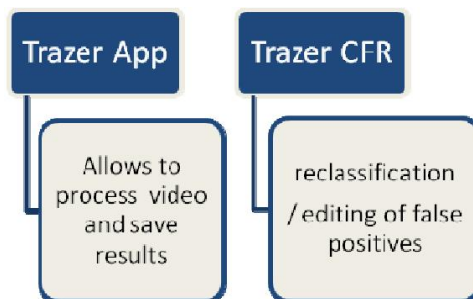 Trazer App
Allows to
process video
and save
results
Trazer CFR
reclassification
/ editing of false
positives